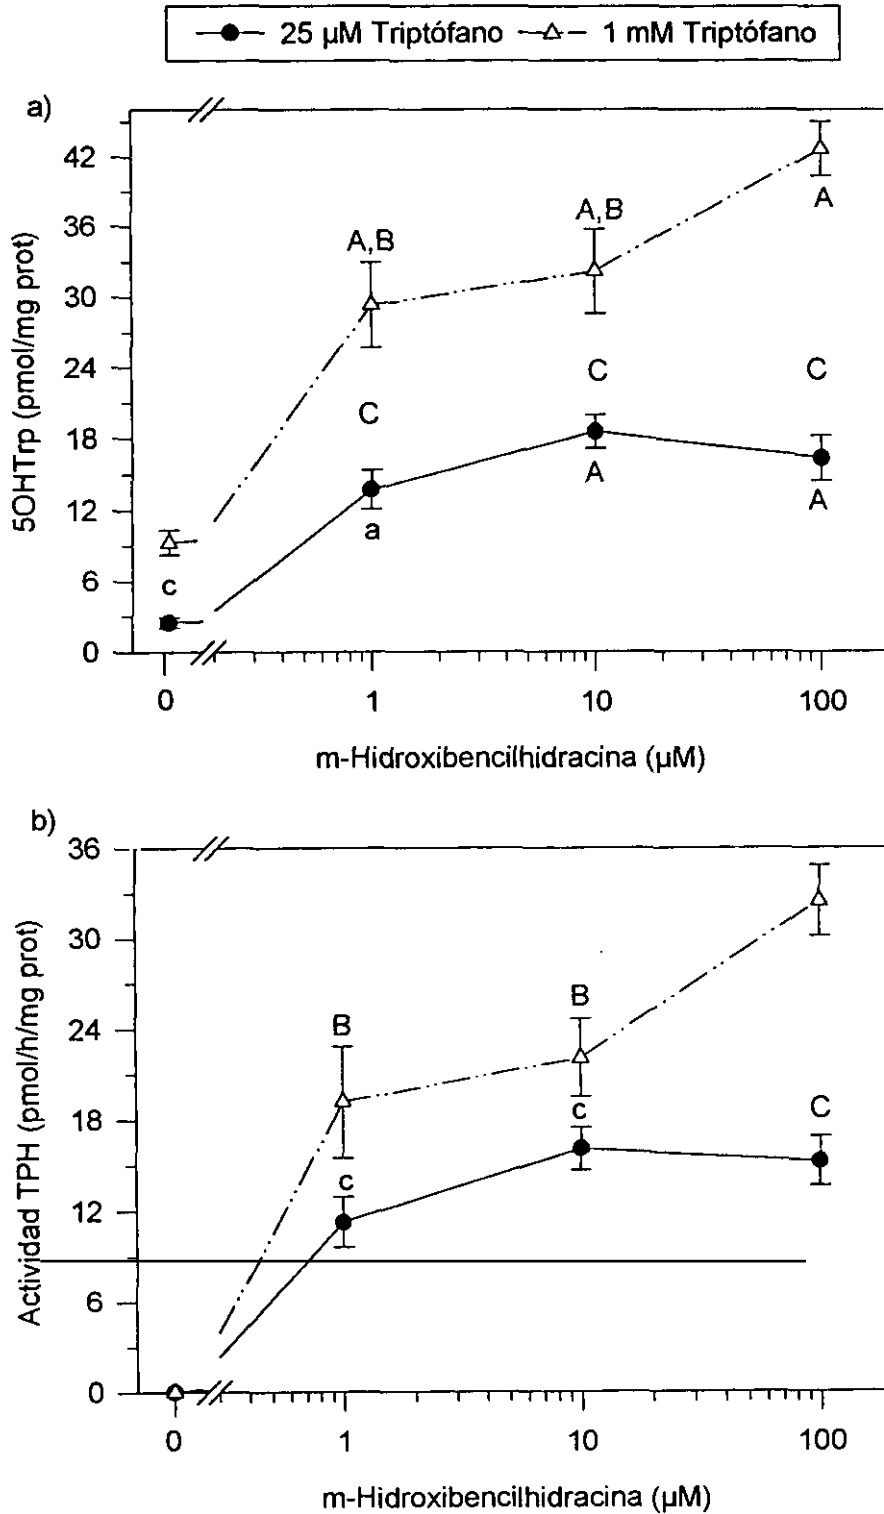 25 µM Triptófano 1 mM Triptófano
a)
42
36
30
24
18
12
6
0
5OHTrp (pmol/mg prot)
A,B
A,B
A
C
C
C
a
A
A
c
0 1 10 100
m-Hidroxibencilhidracina (µM)
b)
36
30
24
18
12
6
0
Actividad TPH (pmol/h/mg prot)
B
B
c
c
C
0 1 10 100
m-Hidroxibencilhidracina (µM)